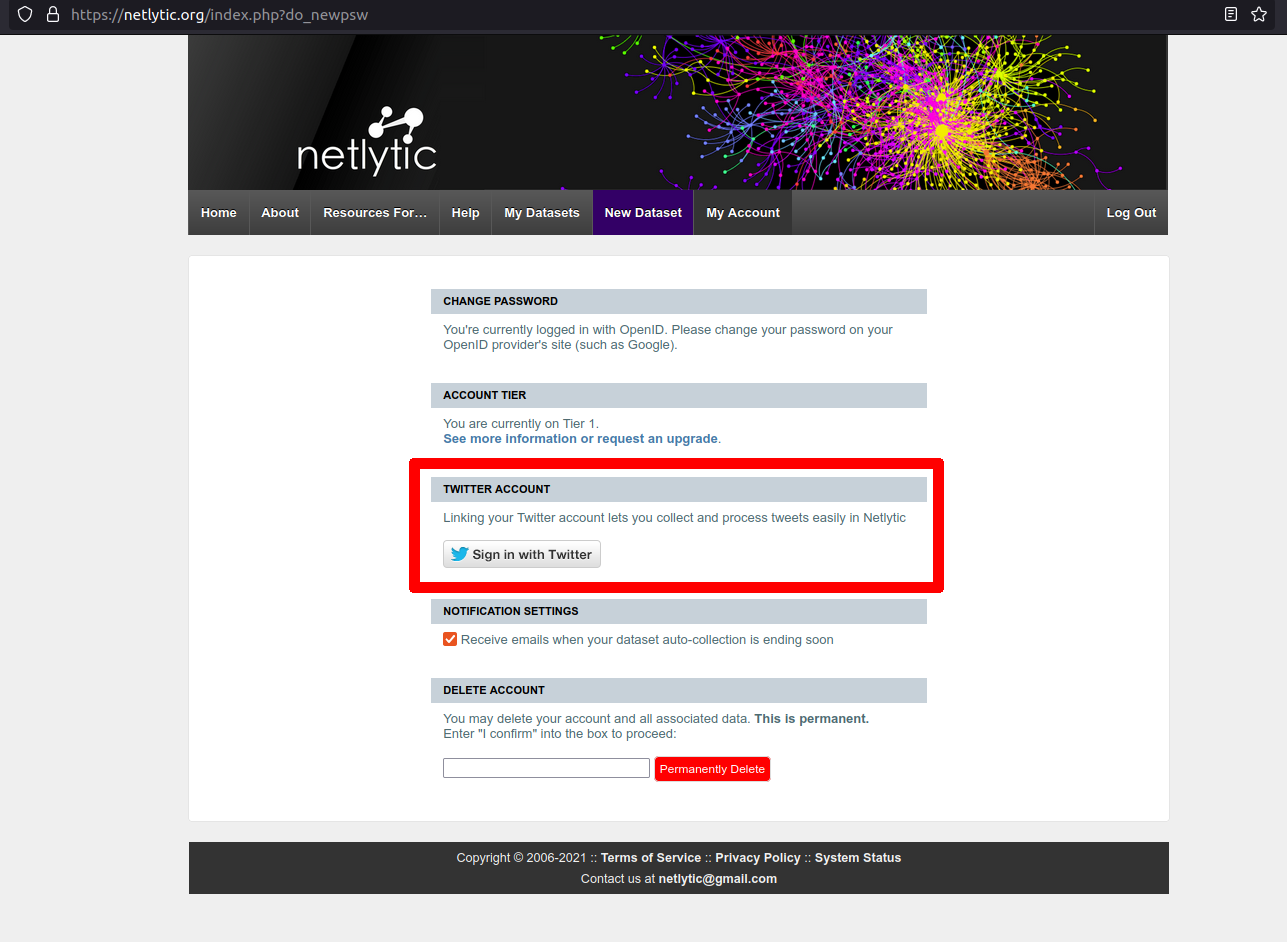 https://netlytic.org/index.php?do_newpsw
netlytic
Home About Resources For... Help My Datasets New Dataset My Account Log Out
CHANGE PASSWORD
You're currently logged in with OpenID. Please change your password on your
OpenID provider's site (such as Google).
ACCOUNT TIER
You are currently on Tier 1.
See more information or request an upgrade.
TWITTER ACCOUNT
Linking your Twitter account lets you collect and process tweets easily in Netlytic
Sign in with Twitter
NOTIFICATION SETTINGS
Receive emails when your dataset auto-collection is ending soon
DELETE ACCOUNT
You may delete your account and all associated data. This is permanent.
Enter "I confirm" into the box to proceed:
Permanently Delete
Copyright © 2006-2021 :: Terms of Service :: Privacy Policy :: System Status
Contact us at netlytic@gmail.com